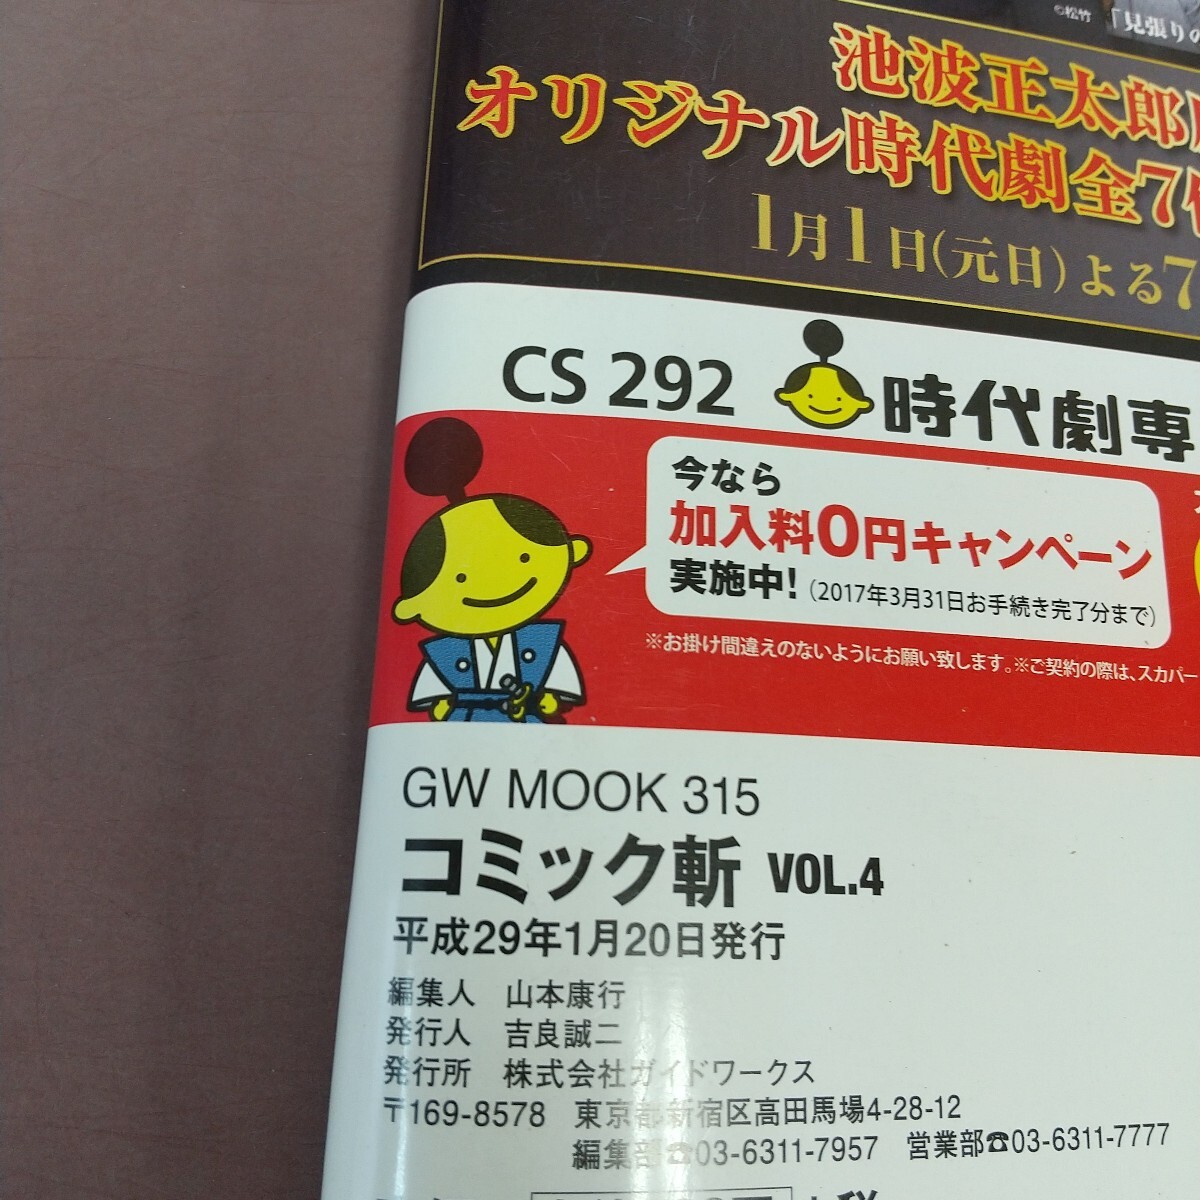 ©松竹 「見張りの
池波正太郎
オリジナル時代劇全7
1月1日(元日)よる7
CS 292 時代劇専
今なら
加入料0円キャンペーン
実施中! (2017年3月31日お手続き完了分まで)
※お掛け間違えのないようにお願い致します。※ご契約の際は、スカパー
GW MOOK 315
コミック斬 VOL.4
平成29年1月20日発行
編集人 山本康行
発行人 吉良誠二
発行所 株式会社ガイドワークス
〒169-8578 東京都新宿区高田馬場4-28-12
編集部☎03-6311-7957 営業部☎03-6311-7777